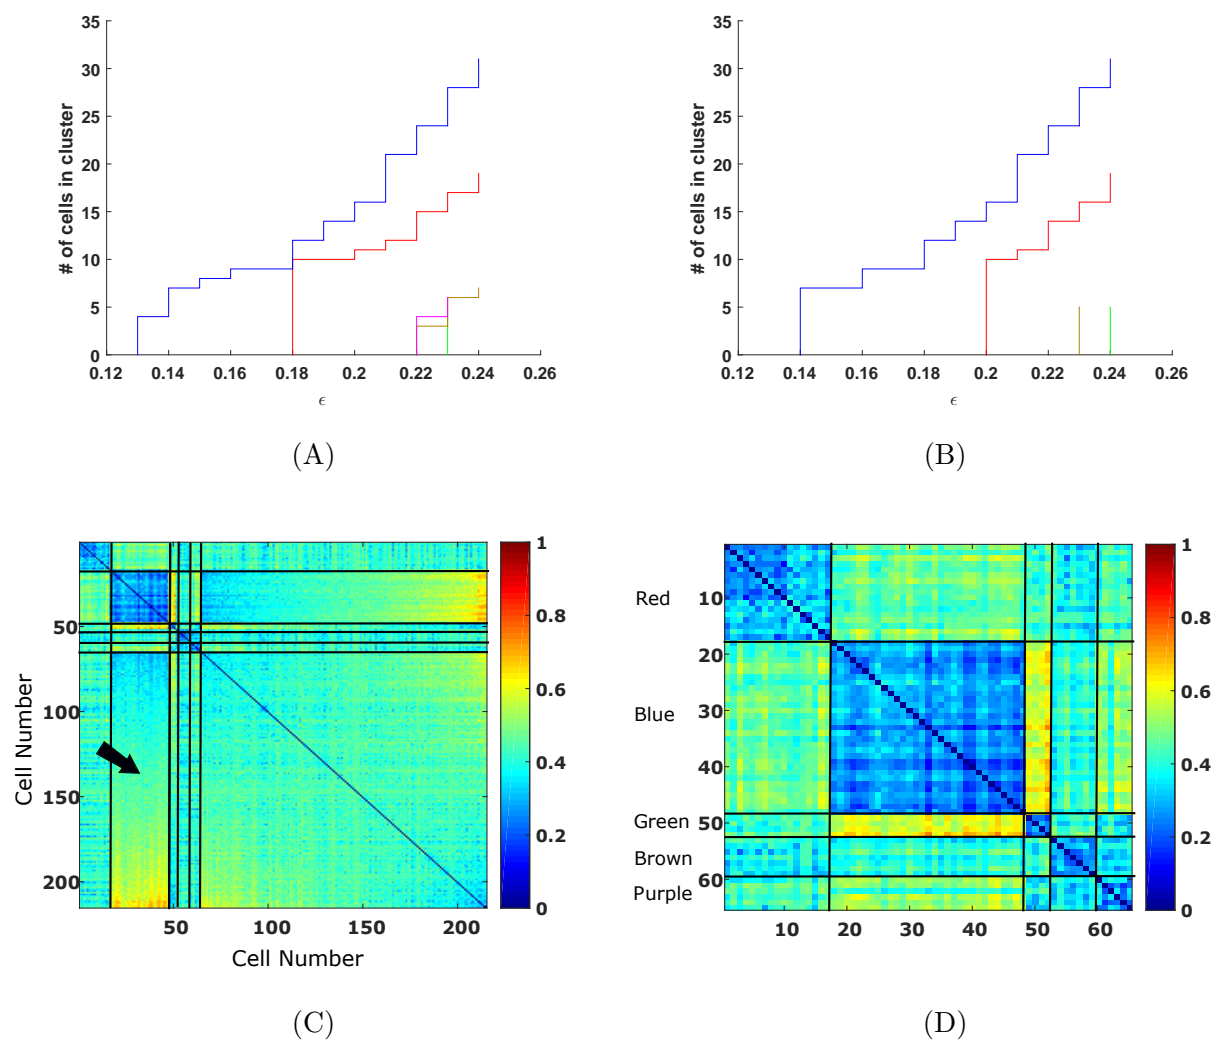 35
30
25
20
15
10
5
0
# of cells in cluster
0.12 0.14 0.16 0.18 0.2 0.22 0.24 0.26
ϵ
(A)
35
30
25
20
15
10
5
0
# of cells in cluster
0.12 0.14 0.16 0.18 0.2 0.22 0.24 0.26
ϵ
(B)
50
100
150
200
Cell Number
50 100 150 200
Cell Number
1
0.8
0.6
0.4
0.2
0
(C)
Red
Blue
Green
Brown
Purple
10
20
30
40
50
60
10 20 30 40 50 60
1
0.8
0.6
0.4
0.2
0
(D)